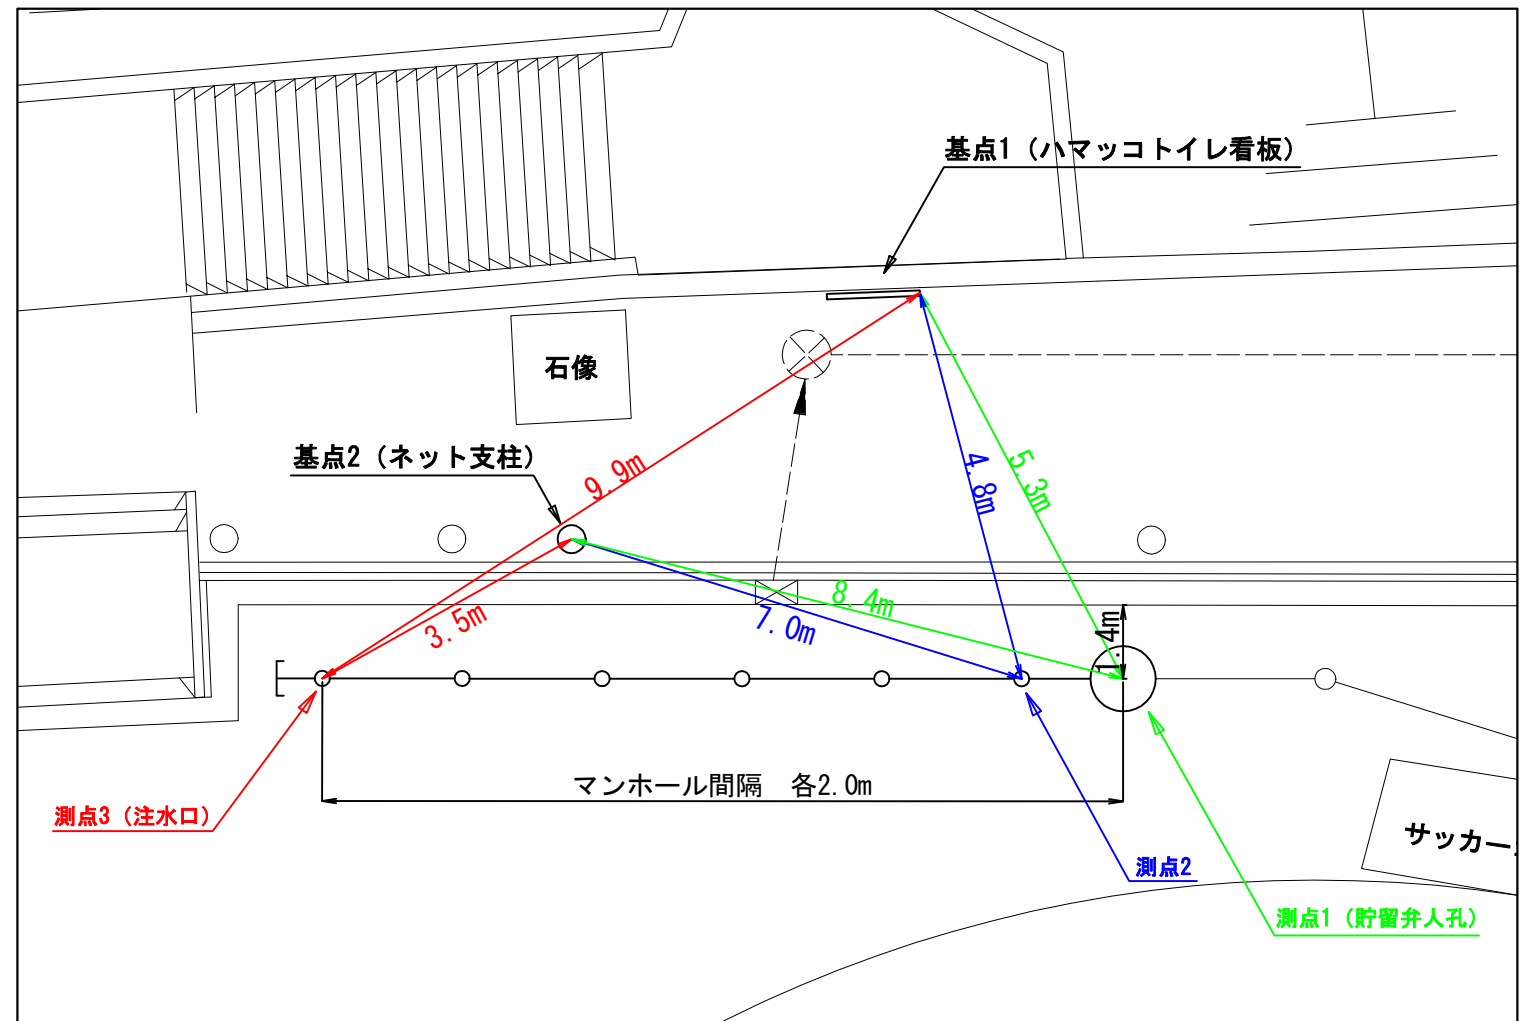 基点1（ハマッコトイレ看板）
石像
基点2（ネット支柱）
9.9m
4.8m
5.3m
3.5m
7.0m
8.4m
1.4m
マンホール間隔　各2.0m
測点3（注水口）
サッカー
測点2
測点1（貯留弁人孔）